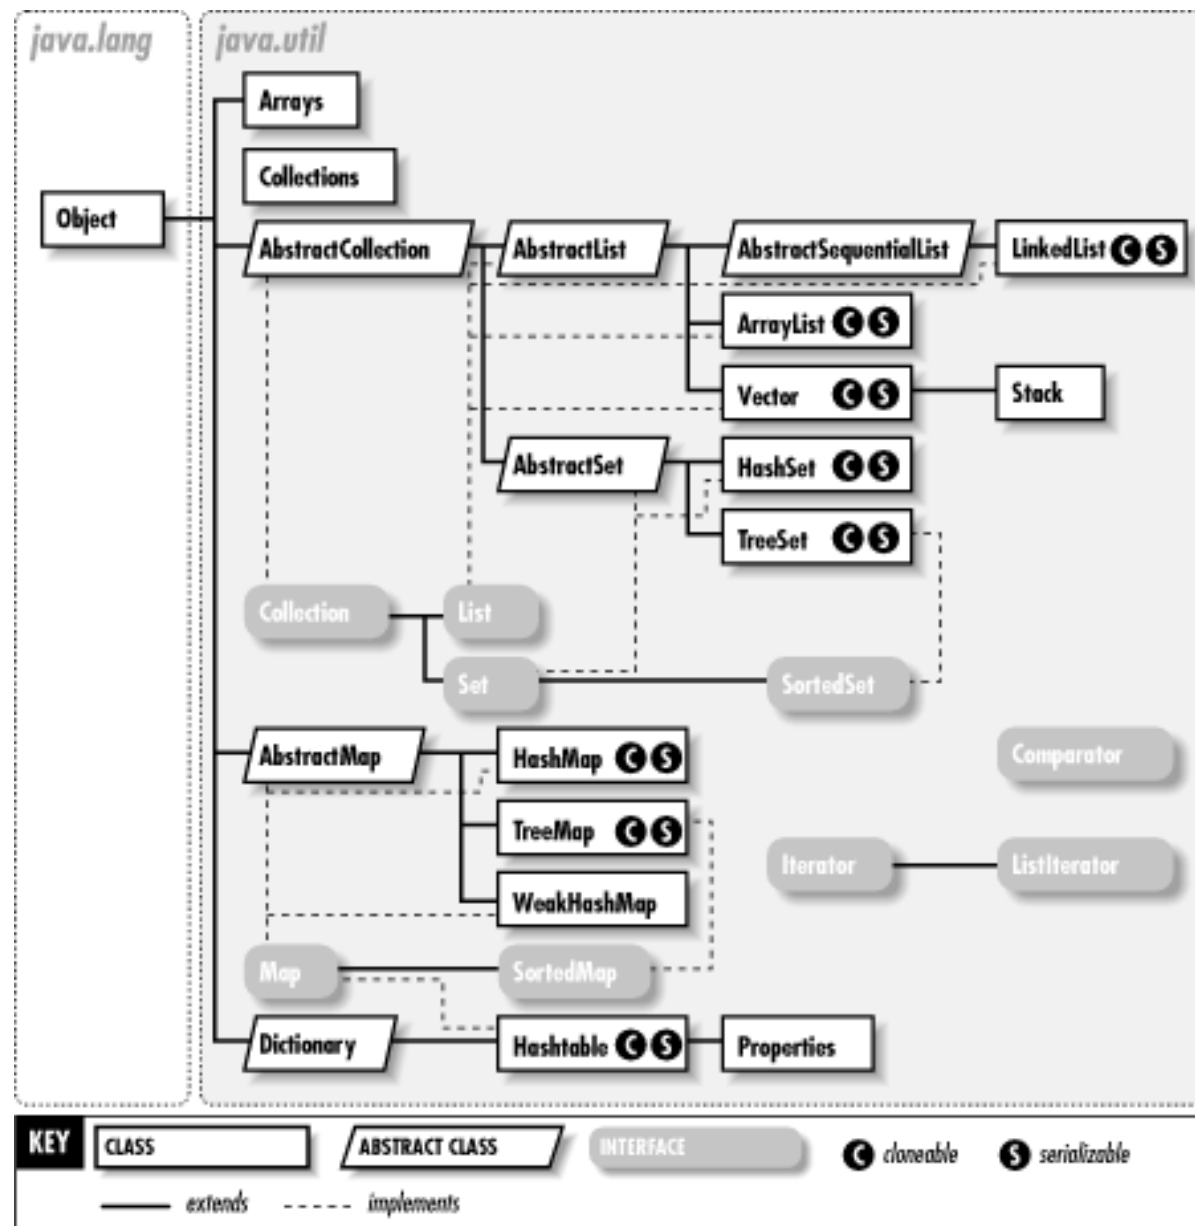 java.lang
java.util
Arrays
Collections
Object
AbstractCollection
AbstractList
AbstractSequentialList
LinkedList C S
ArrayList C S
Vector C S
Stack
AbstractSet
HashSet C S
TreeSet C S
Collection
List
Set
SortedSet
AbstractMap
HashMap C S
Comparator
TreeMap C S
Iterator
ListIterator
WeakHashMap
Map
SortedMap
Dictionary
Hashtable C S
Properties
KEY
CLASS
ABSTRACT CLASS
INTERFACE
C cloneable
S serializable
extends
implements